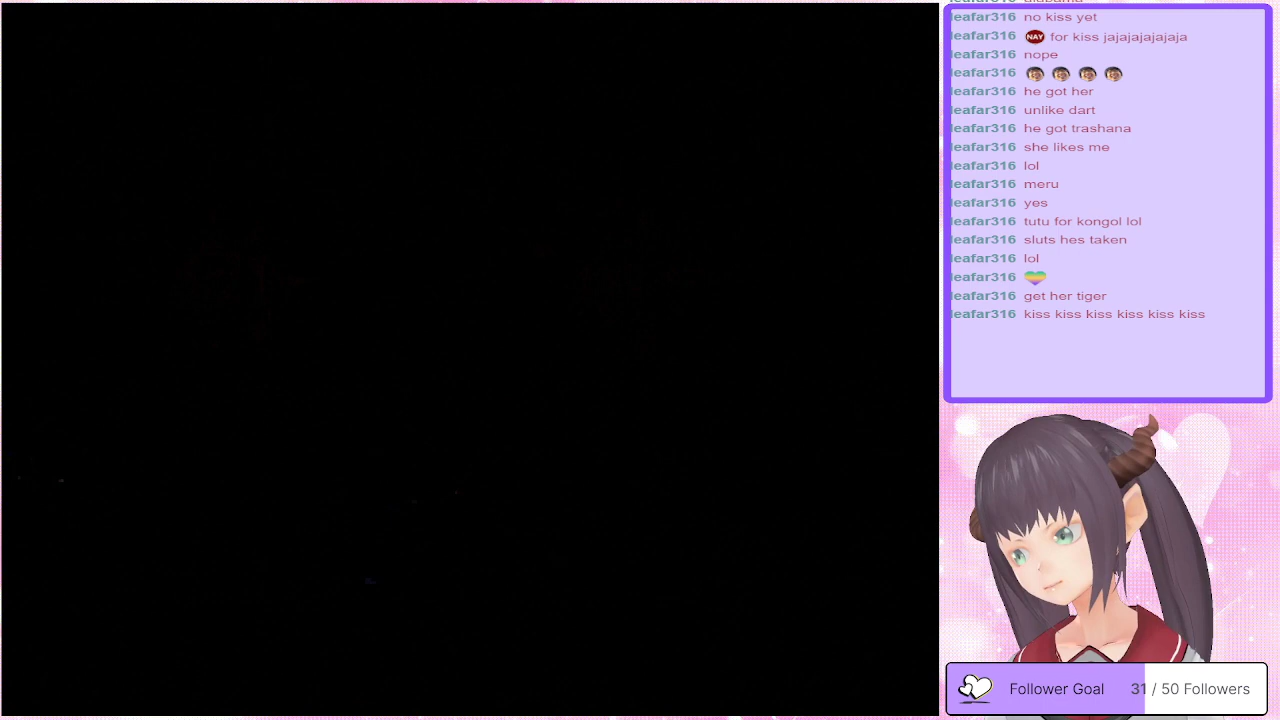 alabama
leafar316 no kiss yet
leafar316 NAY for kiss jajajajajajaja
leafar316 nope
leafar316
leafar316 he got her
leafar316 unlike dart
leafar316 he got trashana
leafar316 she likes me
leafar316 lol
leafar316 meru
leafar316 yes
leafar316 tutu for kongol lol
leafar316 sluts hes taken
leafar316 lol
leafar316
leafar316 get her tiger
leafar316 kiss kiss kiss kiss kiss kiss
Follower Goal 31 / 50 Followers